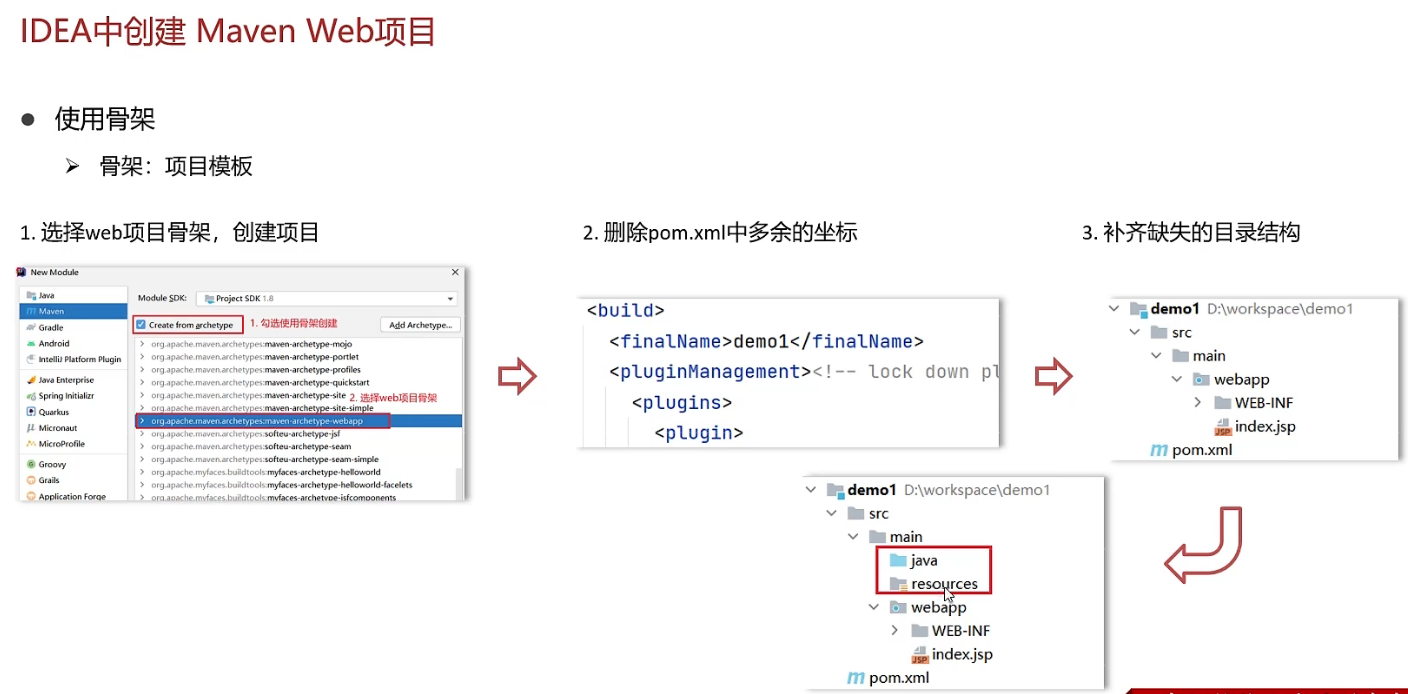 IDEA中创建 Maven Web项目
● 使用骨架
➢ 骨架：项目模板
1. 选择web项目骨架，创建项目
New Module
Java
Maven
Gradle
Android
IntelliJ Platform Plugin
Java Enterprise
Spring Initializr
Quarkus
Micronaut
MicroProfile
Groovy
Grails
Application Forge
Module SDK: Project SDK 1.8
Create from archetype 1. 勾选使用骨架创建 Add Archetype...
org.apache.maven.archetypes:maven-archetype-mojo
org.apache.maven.archetypes:maven-archetype-portlet
org.apache.maven.archetypes:maven-archetype-profiles
org.apache.maven.archetypes:maven-archetype-quickstart
org.apache.maven.archetypes:maven-archetype-site 2. 选择web项目骨架
org.apache.maven.archetypes:maven-archetype-site-simple
org.apache.maven.archetypes:maven-archetype-webapp
org.apache.maven.archetypes:softeu-archetype-jsf
org.apache.maven.archetypes:softeu-archetype-seam
org.apache.maven.archetypes:softeu-archetype-seam-simple
org.apache.myfaces.buildtools:myfaces-archetype-helloworld
org.apache.myfaces.buildtools:myfaces-archetype-helloworld-facelets
org.apache.myfaces.buildtools:myfaces-archetype-jsfcomponents
2. 删除pom.xml中多余的坐标
<build>
<finalName>demo1</finalName>
<pluginManagement><!-- lock down pl
<plugins>
<plugin>
3. 补齐缺失的目录结构
demo1 D:\workspace\demo1
src
main
webapp
WEB-INF
index.jsp
pom.xml
demo1 D:\workspace\demo1
src
main
java
resources
webapp
WEB-INF
index.jsp
pom.xml